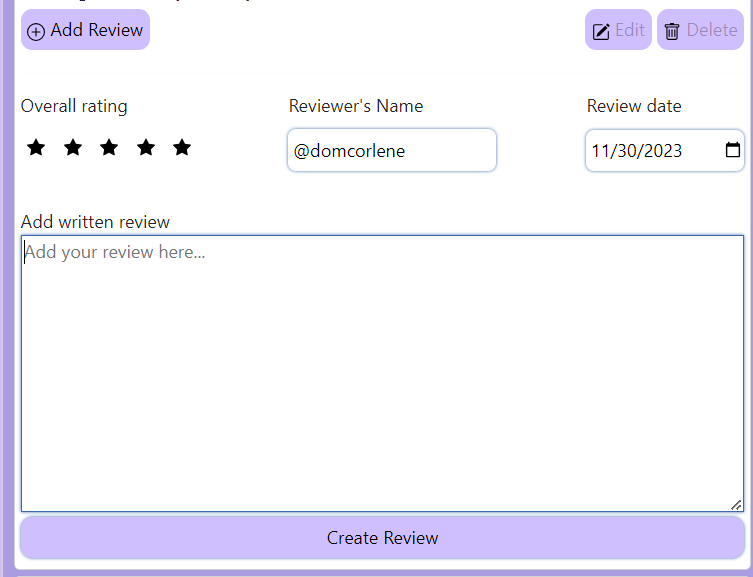 Add Review Edit Delete
Overall rating Reviewer's Name Review date
@domcorlene 11/30/2023
Add written review
Add your review here...
Create Review